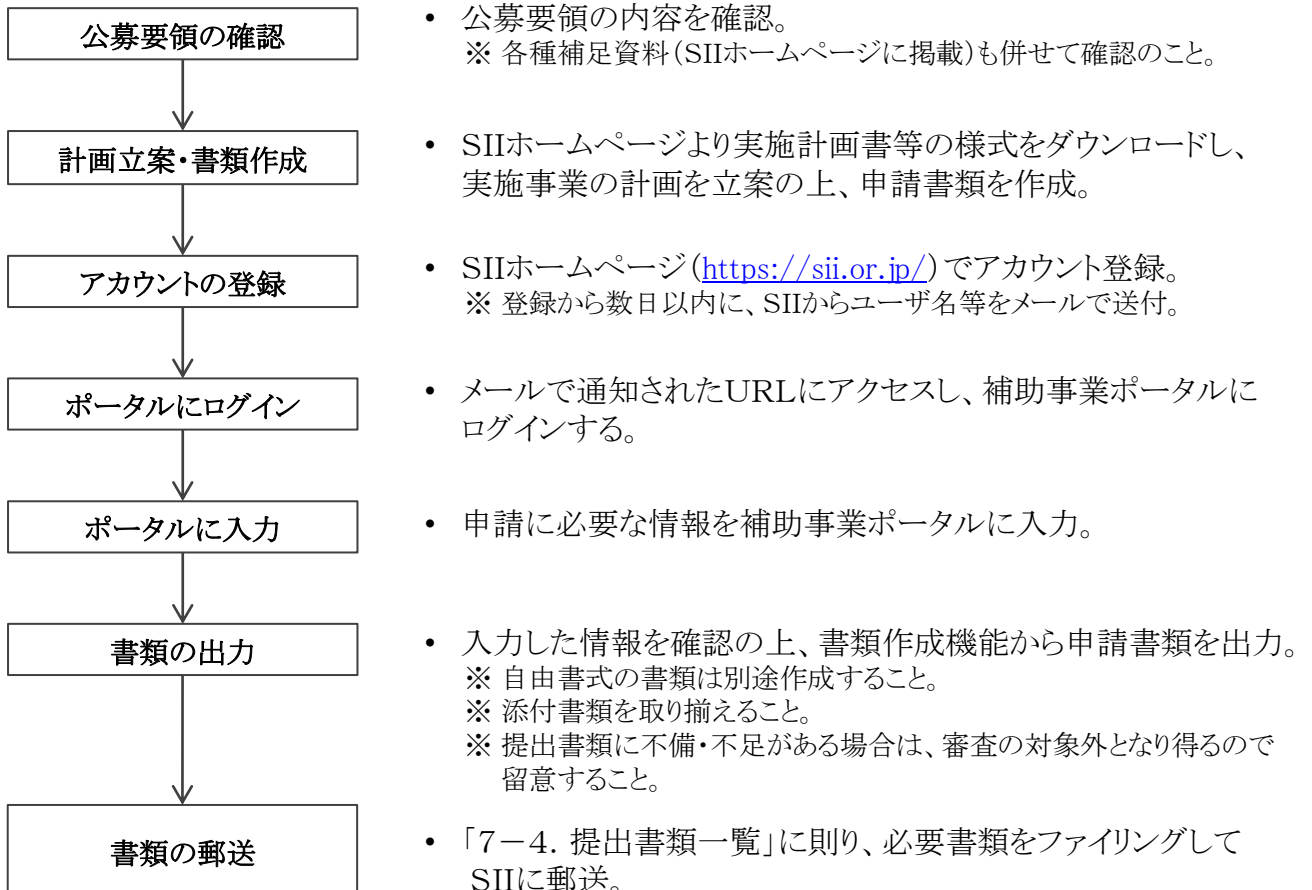 公募要領の確認
• 公募要領の内容を確認。
※ 各種補足資料（SIIホームページに掲載）も併せて確認のこと。
計画立案・書類作成
• SIIホームページより実施計画書等の様式をダウンロードし、
実施事業の計画を立案の上、申請書類を作成。
アカウントの登録
• SIIホームページ（https://sii.or.jp/）でアカウント登録。
※ 登録から数日以内に、SIIからユーザ名等をメールで送付。
ポータルにログイン
• メールで通知されたURLにアクセスし、補助事業ポータルに
ログインする。
ポータルに入力
• 申請に必要な情報を補助事業ポータルに入力。
書類の出力
• 入力した情報を確認の上、書類作成機能から申請書類を出力。
※ 自由書式の書類は別途作成すること。
※ 添付書類を取り揃えること。
※ 提出書類に不備・不足がある場合は、審査の対象外となり得るので
留意すること。
書類の郵送
• 「７－４．提出書類一覧」に則り、必要書類をファイリングして
SIIに郵送。